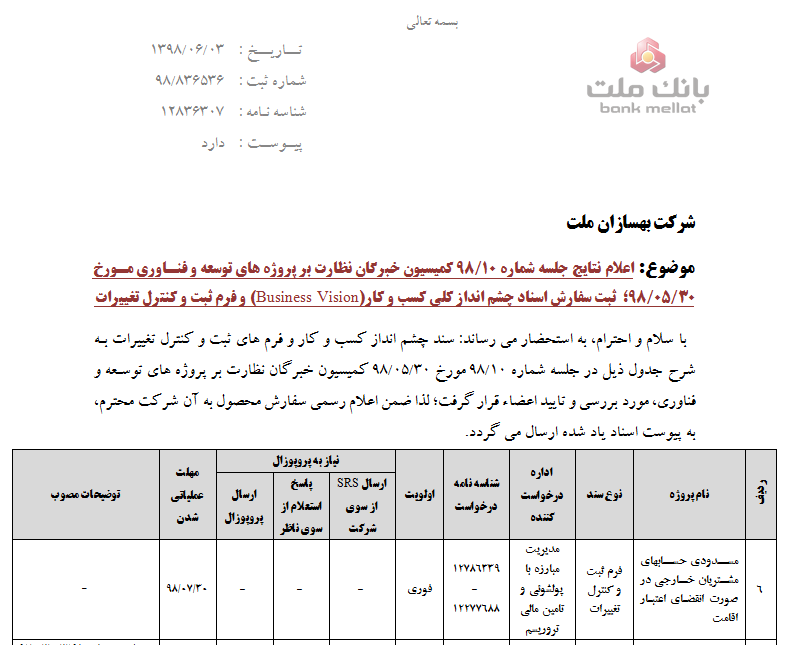 بسمه تعالی
تاریخ : ۱۳۹۸/۰۶/۰۳
شماره ثبت : ۹۸/۸۳۶۵۳۶
شناسه نامه : ۱۲۸۳۶۳۰۷
پیوست : دارد
بانک ملت
bank mellat
شرکت بهسازان ملت
موضوع: اعلام نتایج جلسه شماره ۹۸/۱۰ کمیسیون خبرگان نظارت بر پروژه های توسعه و فناوری مورخ
۹۸/۰۵/۳۰؛ ثبت سفارش اسناد چشم انداز کلی کسب و کار(Business Vision) و فرم ثبت و کنترل تغییرات
با سلام و احترام، به استحضار می رساند: سند چشم انداز کسب و کار و فرم های ثبت و کنترل تغییرات به
شرح جدول ذیل در جلسه شماره ۹۸/۱۰ مورخ ۹۸/۰۵/۳۰ کمیسیون خبرگان نظارت بر پروژه های توسعه و
فناوری، مورد بررسی و تایید اعضاء قرار گرفت؛ لذا ضمن اعلام رسمی سفارش محصول به آن شرکت محترم،
به پیوست اسناد یاد شده ارسال می گردد.
ردیف
نام پروژه
نوع سند
اداره
درخواست
کننده
شناسه نامه
درخواست
اولویت
نیاز به پروپوزال
ارسال SRS
از سوی
شرکت
پاسخ
استعلام از
سوی ناظر
ارسال
پروپوزال
مهلت
عملیاتی
شدن
توضیحات مصوب
۶
مسدودی حسابهای
مشتریان خارجی در
صورت انقضای اعتبار
اقامت
فرم ثبت
و کنترل
تغییرات
مدیریت
مبارزه با
پولشوئی و
تامین مالی
تروریسم
۱۲۷۸۶۳۳۹
-
۱۲۲۷۷۶۸۸
فوری
-
-
-
۹۸/۰۷/۳۰
-